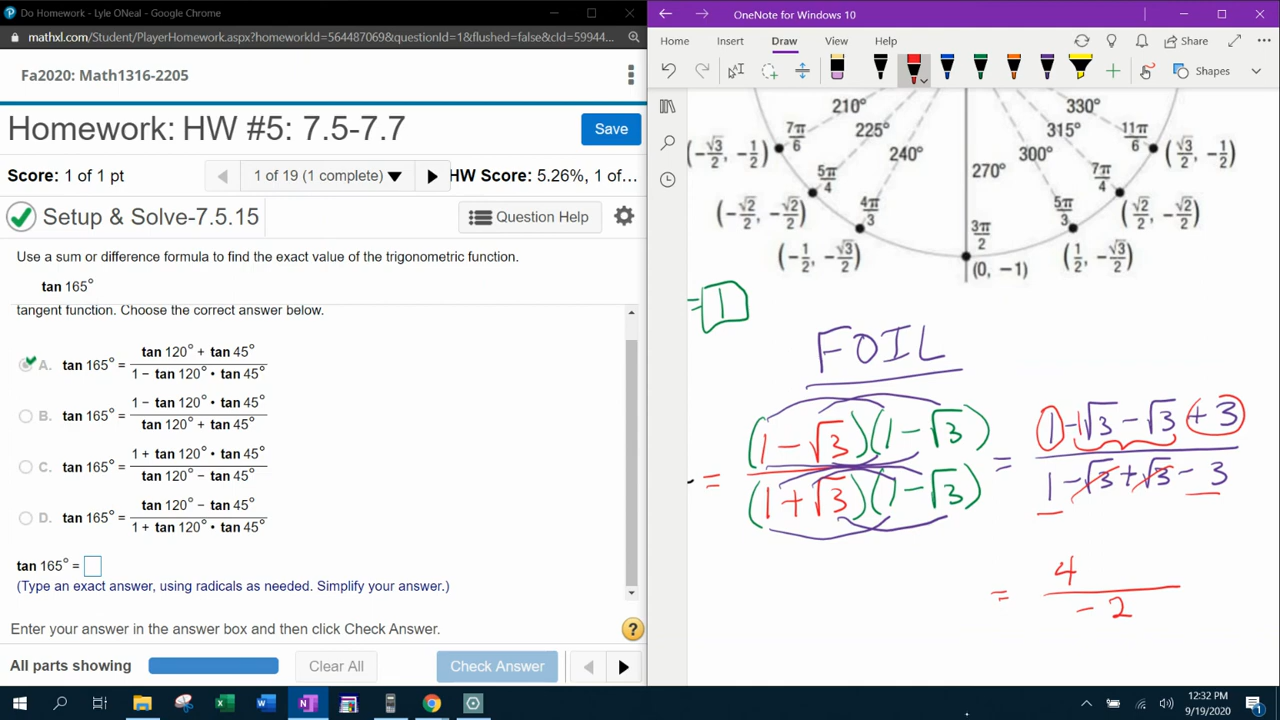 Do Homework - Lyle ONeal - Google Chrome
mathxl.com/Student/PlayerHomework.aspx?homeworkId=564487069&questionId=1&flushed=false&cId=59944...
Fa2020: Math1316-2205
Homework: HW #5: 7.5-7.7
Save
Score: 1 of 1 pt
1 of 19 (1 complete)
HW Score: 5.26%, 1 of...
Setup & Solve-7.5.15
Question Help
Use a sum or difference formula to find the exact value of the trigonometric function.
tan 165°
tangent function. Choose the correct answer below.
A. tan 165° = (tan 120° + tan 45°)/(1 − tan 120° • tan 45°)
B. tan 165° = (1 − tan 120° • tan 45°)/(tan 120° + tan 45°)
C. tan 165° = (1 + tan 120° • tan 45°)/(tan 120° − tan 45°)
D. tan 165° = (tan 120° − tan 45°)/(1 + tan 120° • tan 45°)
tan 165° =
(Type an exact answer, using radicals as needed. Simplify your answer.)
Enter your answer in the answer box and then click Check Answer.
?
All parts showing
Clear All
Check Answer
OneNote for Windows 10
Home Insert Draw View Help
Share
Shapes
210° 330°
7π/6 225° 315° 11π/6
(−√3/2, −1/2) 240° 300° (√3/2, −1/2)
5π/4 270° 7π/4
(−√2/2, −√2/2) 4π/3 5π/3 (√2/2, −√2/2)
3π/2
(−1/2, −√3/2) (0, −1) (1/2, −√3/2)
= 1
FOIL
= (1 − √3)(1 − √3)/(1 + √3)(1 − √3) = 1 − 1√3 − √3 + 3/1 − √3 + √3 − 3
= 4/−2
12:32 PM
9/19/2020
1